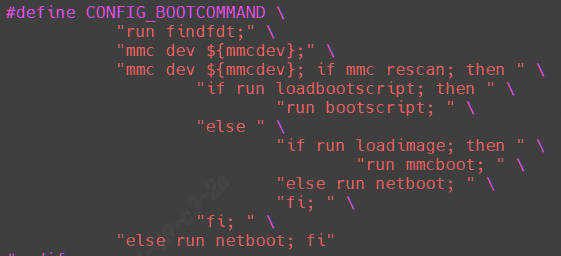 #define CONFIG_BOOTCOMMAND \
"run findfdt;" \
"mmc dev ${mmcdev};" \
"mmc dev ${mmcdev}; if mmc rescan; then " \
"if run loadbootscript; then " \
"run bootscript; " \
"else " \
"if run loadimage; then " \
"run mmcboot; " \
"else run netboot; " \
"fi; " \
"fi; " \
"else run netboot; fi"